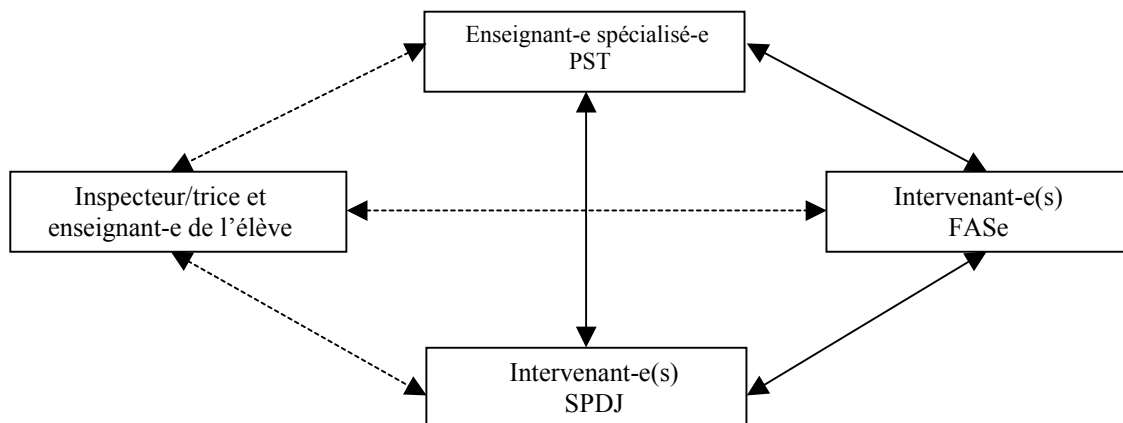 Enseignant-e spécialisé-e
PST
Inspecteur/trice et
enseignant-e de l’élève
Intervenant-e(s)
FASe
Intervenant-e(s)
SPDJ